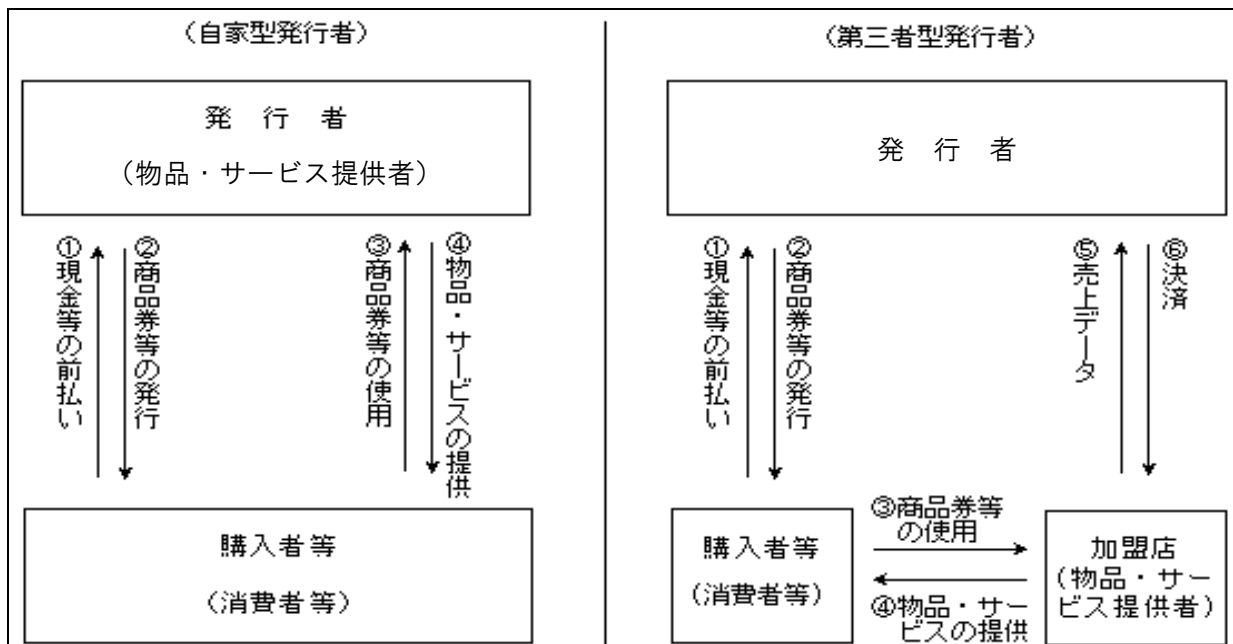 （自家型発行者）
発　行　者
（物品・サービス提供者）
①現金等の前払い
②商品券等の発行
③商品券等の使用
④物品・サービスの提供
購入者等
（消費者等）
（第三者型発行者）
発　行　者
①現金等の前払い
②商品券等の発行
⑤売上データ
⑥決済
購入者等
（消費者等）
③商品券等
の使用
④物品・サー
ビスの提供
加盟店
（物品・サー
ビス提供者）